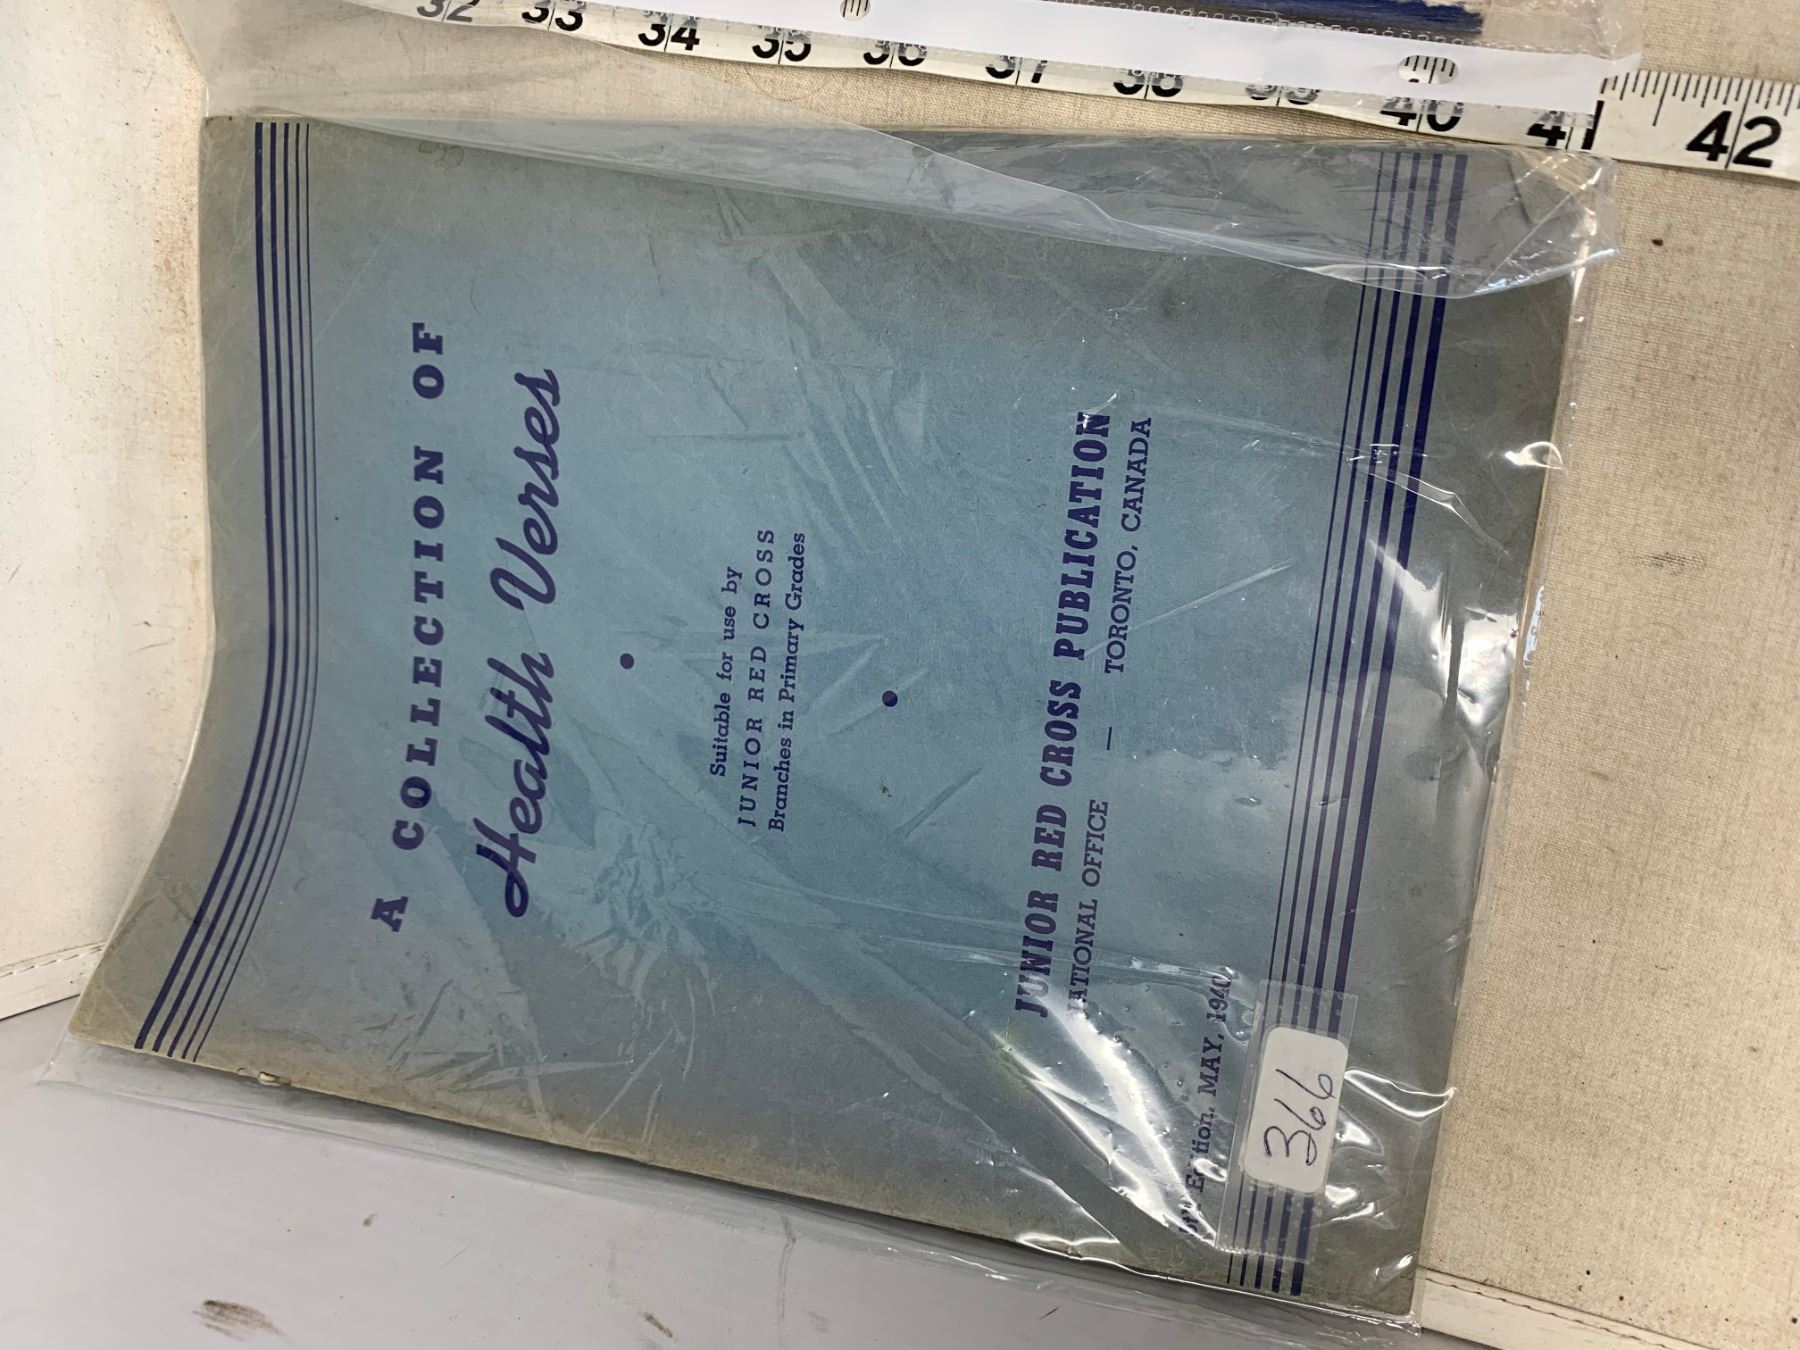 A COLLECTION OF
Health Verses
Suitable for use by
JUNIOR RED CROSS
Branches in Primary Grades
JUNIOR RED CROSS PUBLICATION
NATIONAL OFFICE — TORONTO, CANADA
Edition, MAY, 1940
366
32 33 34 35 36 37 38 39 40 41 42